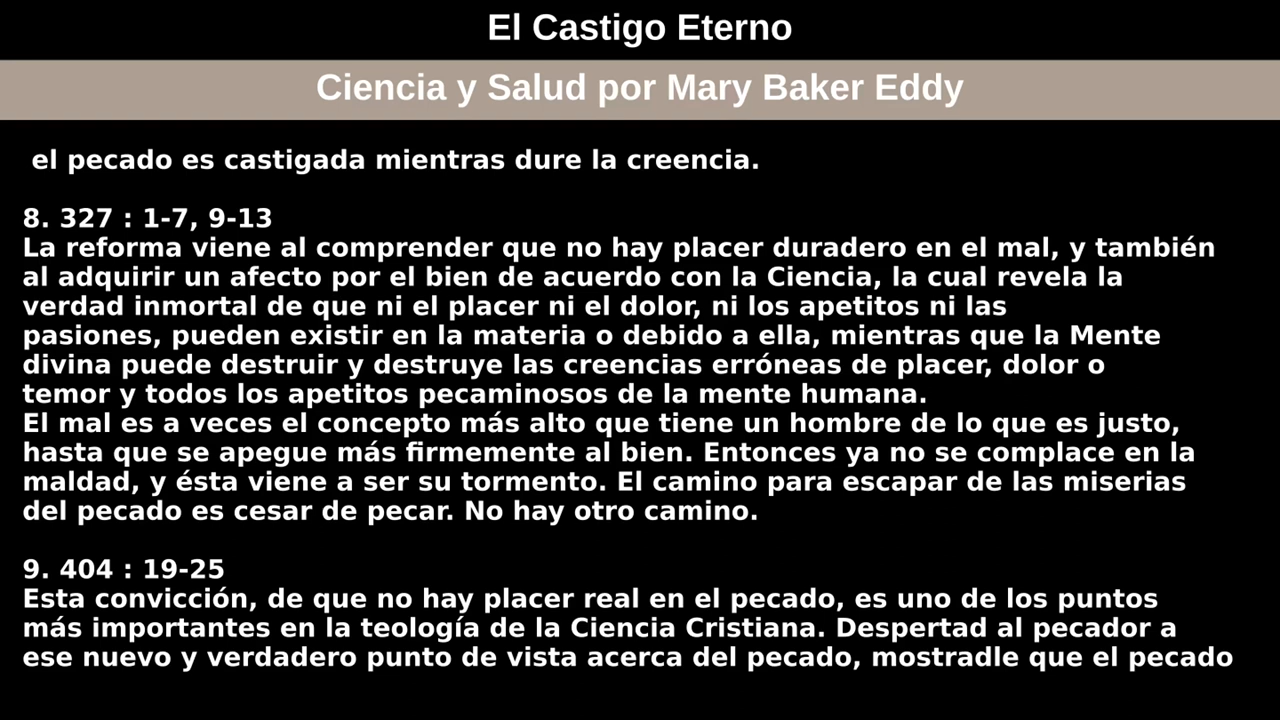 El Castigo Eterno
Ciencia y Salud por Mary Baker Eddy
el pecado es castigada mientras dure la creencia.
8. 327 : 1-7, 9-13
La reforma viene al comprender que no hay placer duradero en el mal, y también
al adquirir un afecto por el bien de acuerdo con la Ciencia, la cual revela la
verdad inmortal de que ni el placer ni el dolor, ni los apetitos ni las
pasiones, pueden existir en la materia o debido a ella, mientras que la Mente
divina puede destruir y destruye las creencias erróneas de placer, dolor o
temor y todos los apetitos pecaminosos de la mente humana.
El mal es a veces el concepto más alto que tiene un hombre de lo que es justo,
hasta que se apegue más firmemente al bien. Entonces ya no se complace en la
maldad, y ésta viene a ser su tormento. El camino para escapar de las miserias
del pecado es cesar de pecar. No hay otro camino.
9. 404 : 19-25
Esta convicción, de que no hay placer real en el pecado, es uno de los puntos
más importantes en la teología de la Ciencia Cristiana. Despertad al pecador a
ese nuevo y verdadero punto de vista acerca del pecado, mostradle que el pecado